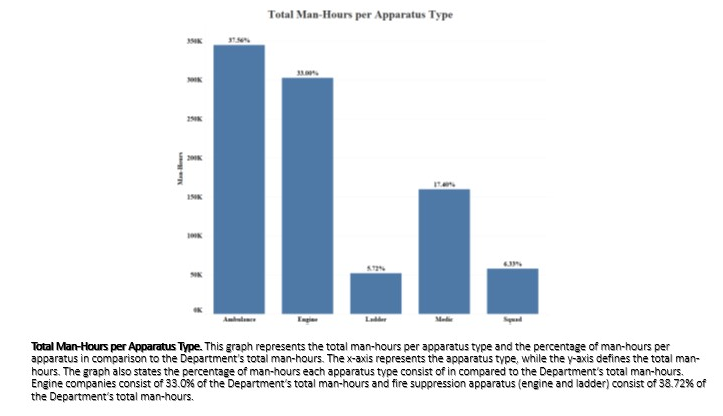 Total Man-Hours per Apparatus Type
350K
37.56%
33.00%
300K
250K
200K
Man-Hours
17.40%
150K
100K
6.33%
5.72%
50K
0K
Ambulance Engine Ladder Medic Squad
Total Man-Hours per Apparatus Type. This graph represents the total man-hours per apparatus type and the percentage of man-hours per
apparatus in comparison to the Department's total man-hours. The x-axis represents the apparatus type, while the y-axis defines the total man-
hours. The graph also states the percentage of man-hours each apparatus type consist of in compared to the Department's total man-hours.
Engine companies consist of 33.0% of the Department's total man-hours and fire suppression apparatus (engine and ladder) consist of 38.72% of
the Department's total man-hours.